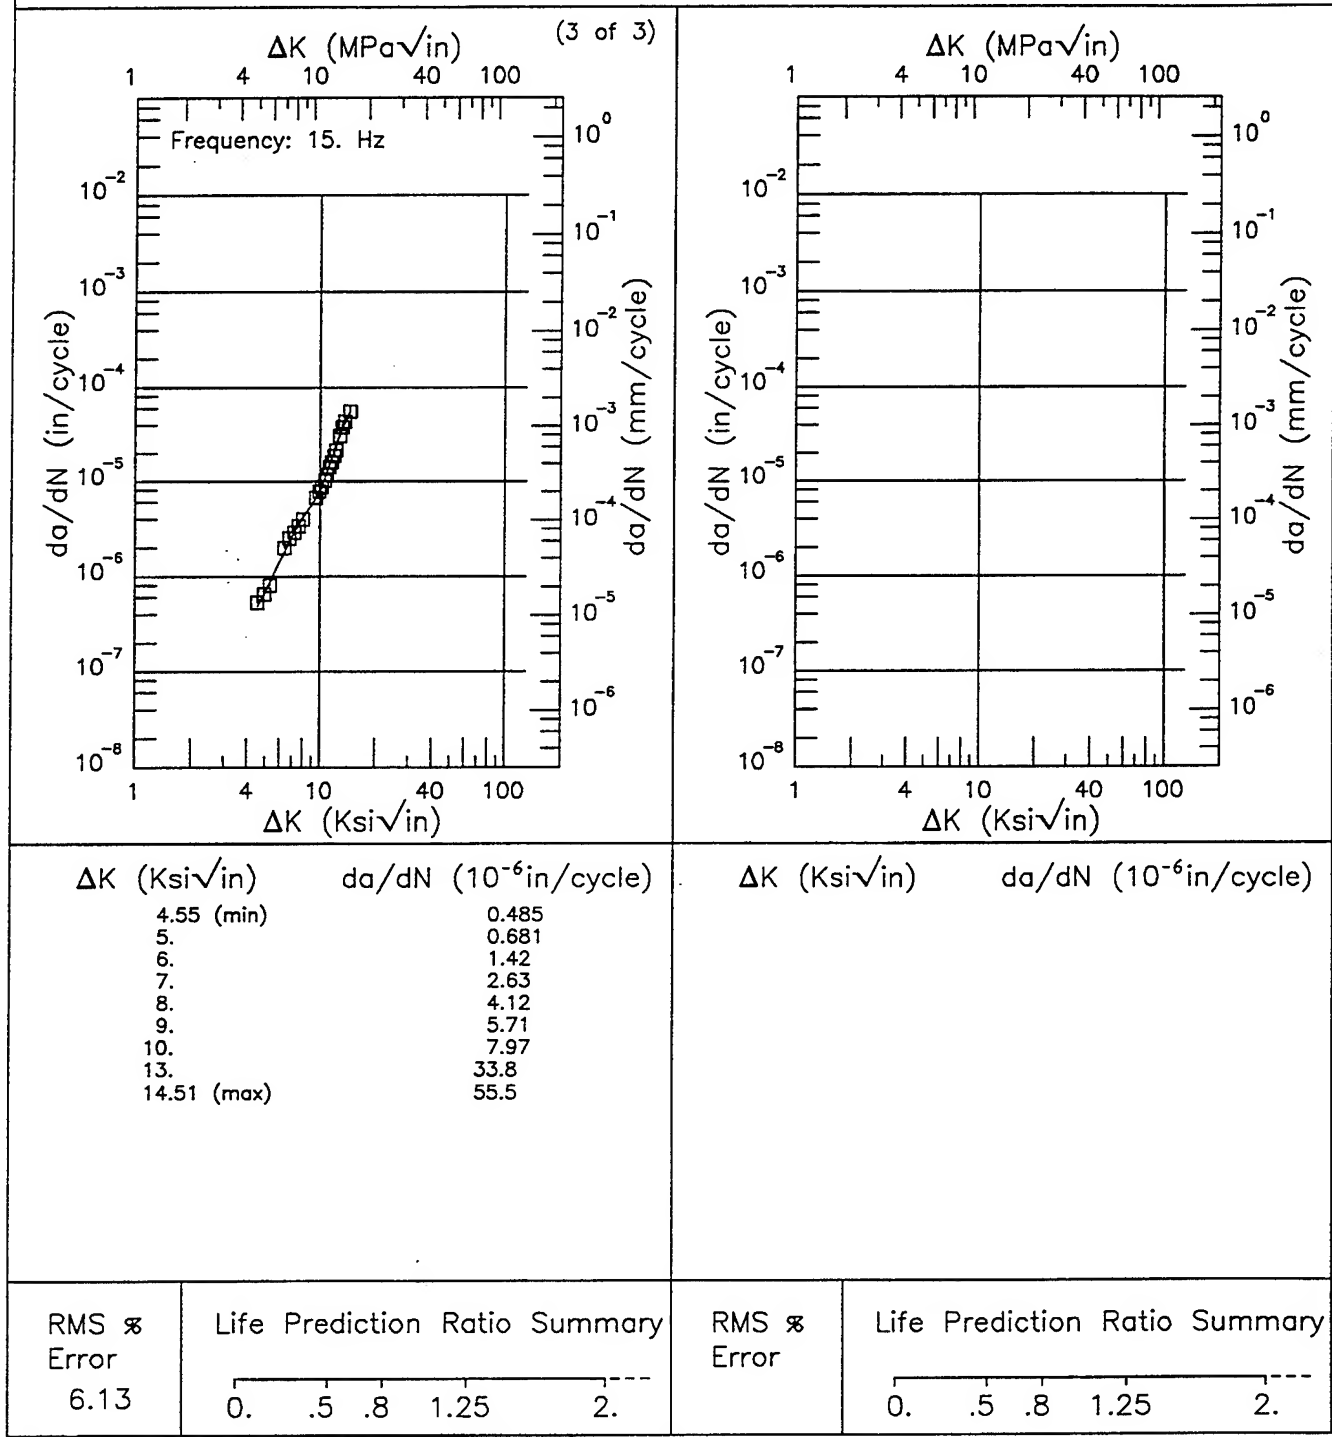 (3 of 3)
ΔK (MPa√in)
1 4 10 40 100
Frequency: 15. Hz
da/dN (in/cycle)
10⁻²
10⁻³
10⁻⁴
10⁻⁵
10⁻⁶
10⁻⁷
10⁻⁸
da/dN (mm/cycle)
10⁰
10⁻¹
10⁻²
10⁻³
10⁻⁴
10⁻⁵
10⁻⁶
1 4 10 40 100
ΔK (Ksi√in)
ΔK (MPa√in)
1 4 10 40 100
da/dN (in/cycle)
10⁻²
10⁻³
10⁻⁴
10⁻⁵
10⁻⁶
10⁻⁷
10⁻⁸
da/dN (mm/cycle)
10⁰
10⁻¹
10⁻²
10⁻³
10⁻⁴
10⁻⁵
10⁻⁶
1 4 10 40 100
ΔK (Ksi√in)
ΔK (Ksi√in) da/dN (10⁻⁶in/cycle)
4.55 (min) 0.485
5. 0.681
6. 1.42
7. 2.63
8. 4.12
9. 5.71
10. 7.97
13. 33.8
14.51 (max) 55.5
ΔK (Ksi√in) da/dN (10⁻⁶in/cycle)
RMS %
Error
6.13
Life Prediction Ratio Summary
0. .5 .8 1.25 2.
RMS %
Error
Life Prediction Ratio Summary
0. .5 .8 1.25 2.